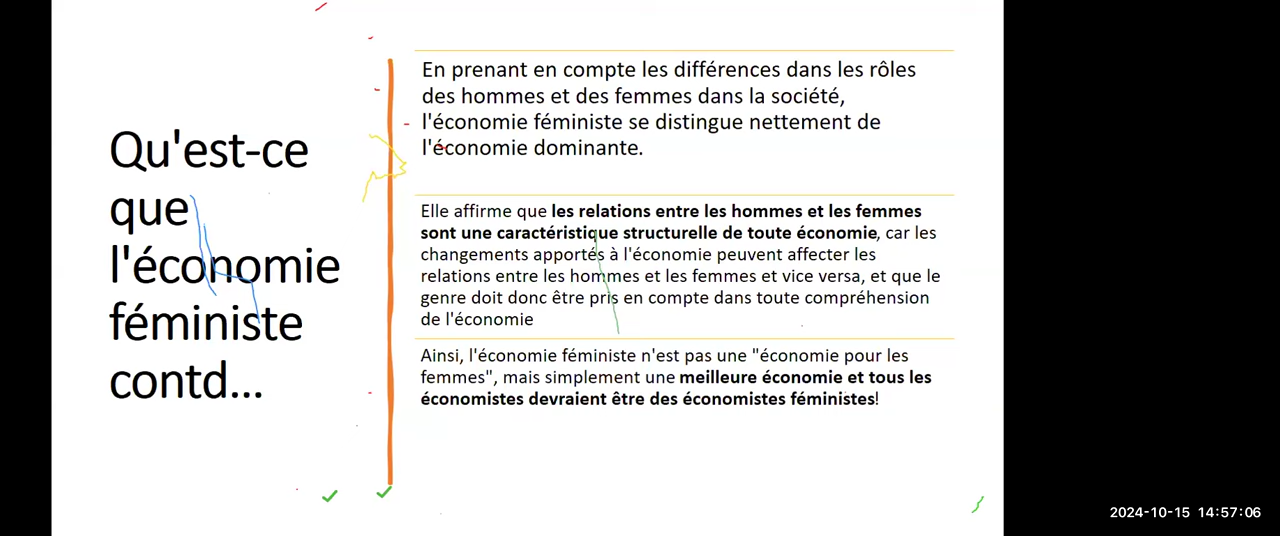 Qu'est-ce
que
l'économie
féministe
contd...
En prenant en compte les différences dans les rôles
des hommes et des femmes dans la société,
l'économie féministe se distingue nettement de
l'économie dominante.
Elle affirme que les relations entre les hommes et les femmes
sont une caractéristique structurelle de toute économie, car les
changements apportés à l'économie peuvent affecter les
relations entre les hommes et les femmes et vice versa, et que le
genre doit donc être pris en compte dans toute compréhension
de l'économie
Ainsi, l'économie féministe n'est pas une "économie pour les
femmes", mais simplement une meilleure économie et tous les
économistes devraient être des économistes féministes!
2024-10-15 14:57:06